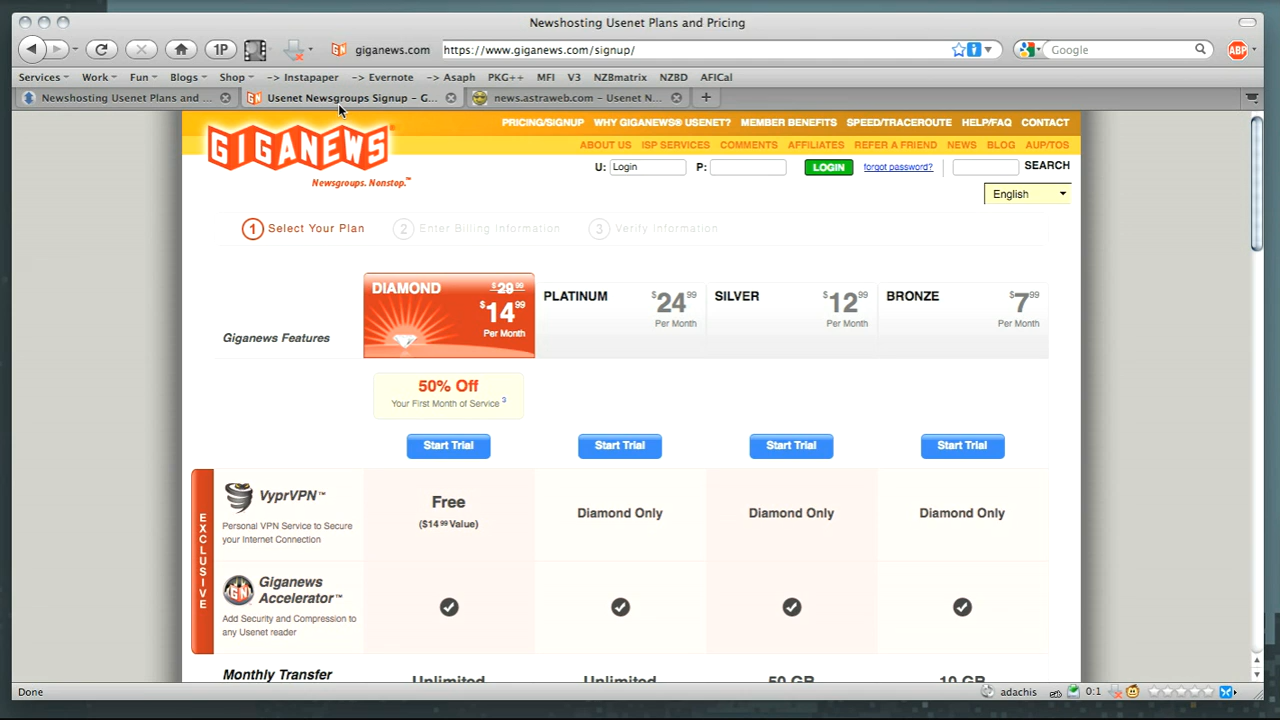 Newshosting Usenet Plans and Pricing
1P giganews.com https://www.giganews.com/signup/ Google ABP
Services Work Fun Blogs Shop -> Instapaper -> Evernote -> Asaph PKG++ MFI V3 NZBmatrix NZBD AFICal
Newshosting Usenet Plans and ... Usenet Newsgroups Signup - G... news.astraweb.com - Usenet N...
PRICING/SIGNUP WHY GIGANEWS® USENET? MEMBER BENEFITS SPEED/TRACEROUTE HELP/FAQ CONTACT
ABOUT US ISP SERVICES COMMENTS AFFILIATES REFER A FRIEND NEWS BLOG AUP/TOS
GIGANEWS®
Newsgroups. Nonstop.™
U: Login P: LOGIN forgot password? SEARCH
English
1 Select Your Plan 2 Enter Billing Information 3 Verify Information
Giganews Features
DIAMOND $29.99
$14.99
Per Month
PLATINUM $24.99
Per Month
SILVER $12.99
Per Month
BRONZE $7.99
Per Month
50% Off
Your First Month of Service 3
Start Trial Start Trial Start Trial Start Trial
EXCLUSIVE
VyprVPN™
Personal VPN Service to Secure
your Internet Connection
Free
($14.99 Value)
Diamond Only Diamond Only Diamond Only
Giganews
Accelerator™
Add Security and Compression to
any Usenet reader
Monthly Transfer Unlimited Unlimited 50 GB 10 GB
Done adachis 0:1